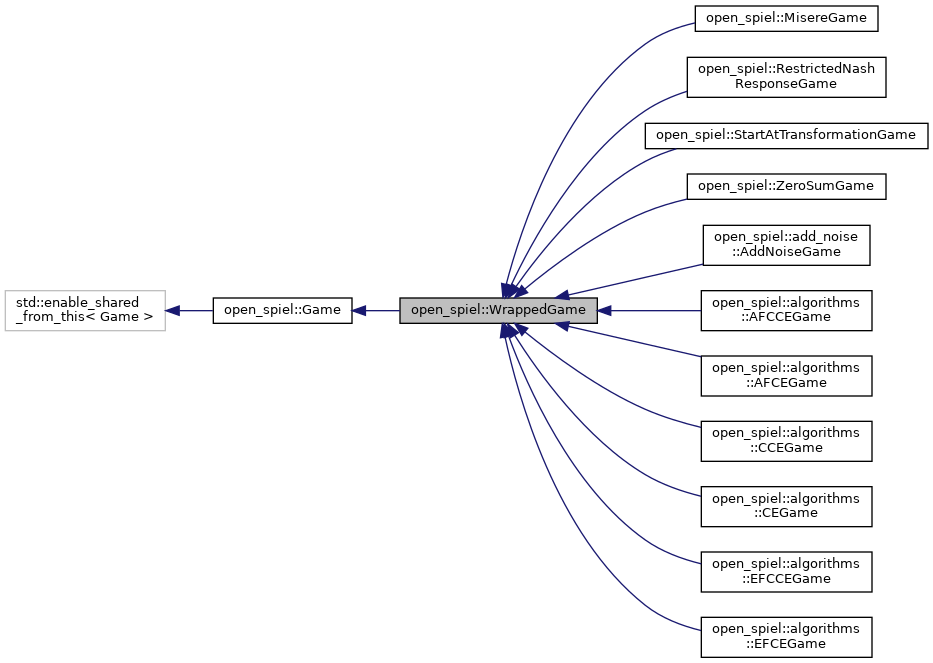 open_spiel::MisereGame
open_spiel::RestrictedNash
ResponseGame
open_spiel::StartAtTransformationGame
open_spiel::ZeroSumGame
open_spiel::add_noise
::AddNoiseGame
std::enable_shared
_from_this< Game >
open_spiel::Game
open_spiel::WrappedGame
open_spiel::algorithms
::AFCCEGame
open_spiel::algorithms
::AFCEGame
open_spiel::algorithms
::CCEGame
open_spiel::algorithms
::CEGame
open_spiel::algorithms
::EFCCEGame
open_spiel::algorithms
::EFCEGame